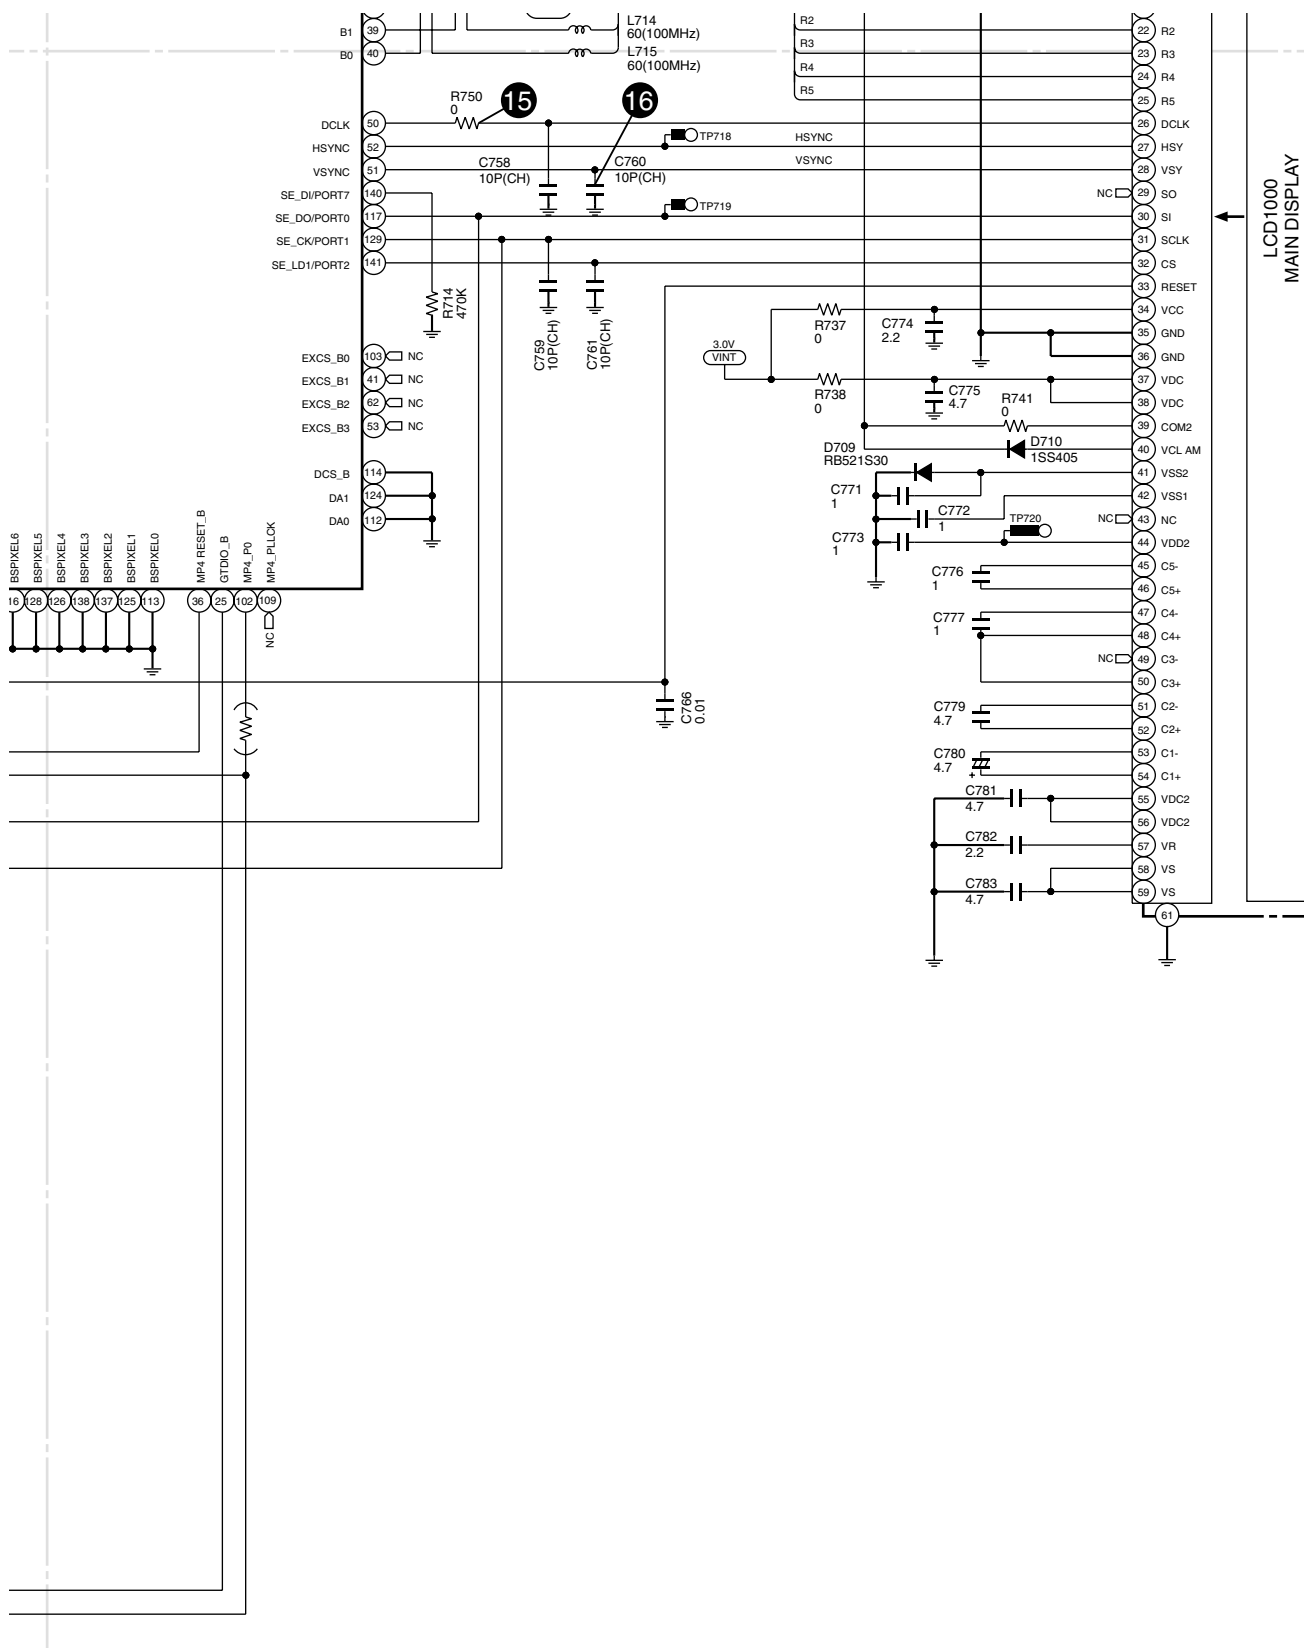 B1 39
B0 40
L714
60(100MHz)
L715
60(100MHz)
R2
R3
R4
R5
22 R2
23 R3
24 R4
25 R5
R750
0
15
16
DCLK 50
HSYNC 52
VSYNC 51
SE_DI/PORT7 140
SE_DO/PORT0 117
SE_CK/PORT1 129
SE_LD1/PORT2 141
C758
10P(CH)
C760
10P(CH)
TP718
TP719
HSYNC
VSYNC
26 DCLK
27 HSY
28 VSY
NC 29 SO
30 SI
31 SCLK
32 CS
33 RESET
34 VCC
35 GND
36 GND
37 VDC
38 VDC
39 COM2
40 VCL AM
41 VSS2
42 VSS1
NC 43 NC
44 VDD2
45 C5-
46 C5+
47 C4-
48 C4+
NC 49 C3-
50 C3+
51 C2-
52 C2+
53 C1-
54 C1+
55 VDC2
56 VDC2
57 VR
58 VS
59 VS
61
LCD1000
MAIN DISPLAY
R714
470K
C759
10P(CH)
C761
10P(CH)
EXCS_B0 103 NC
EXCS_B1 41 NC
EXCS_B2 62 NC
EXCS_B3 53 NC
DCS_B 114
DA1 124
DA0 112
3.0V
VINT
R737
0
C774
2.2
R738
0
C775
4.7
R741
0
D709
RB521S30
D710
1SS405
C771
1
C772
1
C773
1
TP720
C776
1
C777
1
C779
4.7
C780
4.7
+
C781
4.7
C782
2.2
C783
4.7
BSPIXEL6
BSPIXEL5
BSPIXEL4
BSPIXEL3
BSPIXEL2
BSPIXEL1
BSPIXEL0
MP4 RESET_B
GTDIO_B
MP4_P0
MP4_PLLCK
16 128 126 138 137 125 113 36 25 102 109
NC
C766
0.01